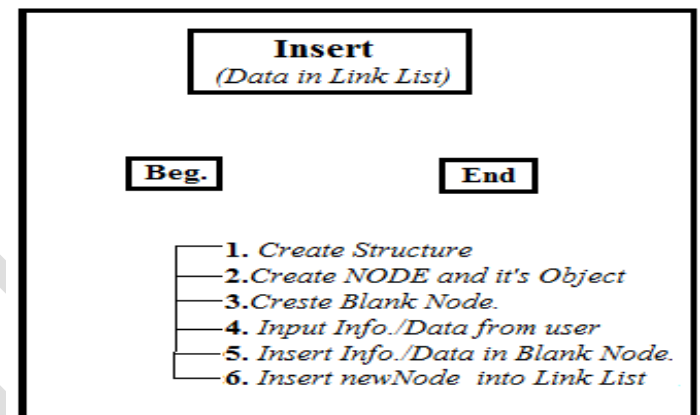 Insert
(Data in Link List)
Beg.
End
1. Create Structure
2.Create NODE and it's Object
3.Creste Blank Node.
4. Input Info./Data from user
5. Insert Info./Data in Blank Node.
6. Insert newNode into Link List